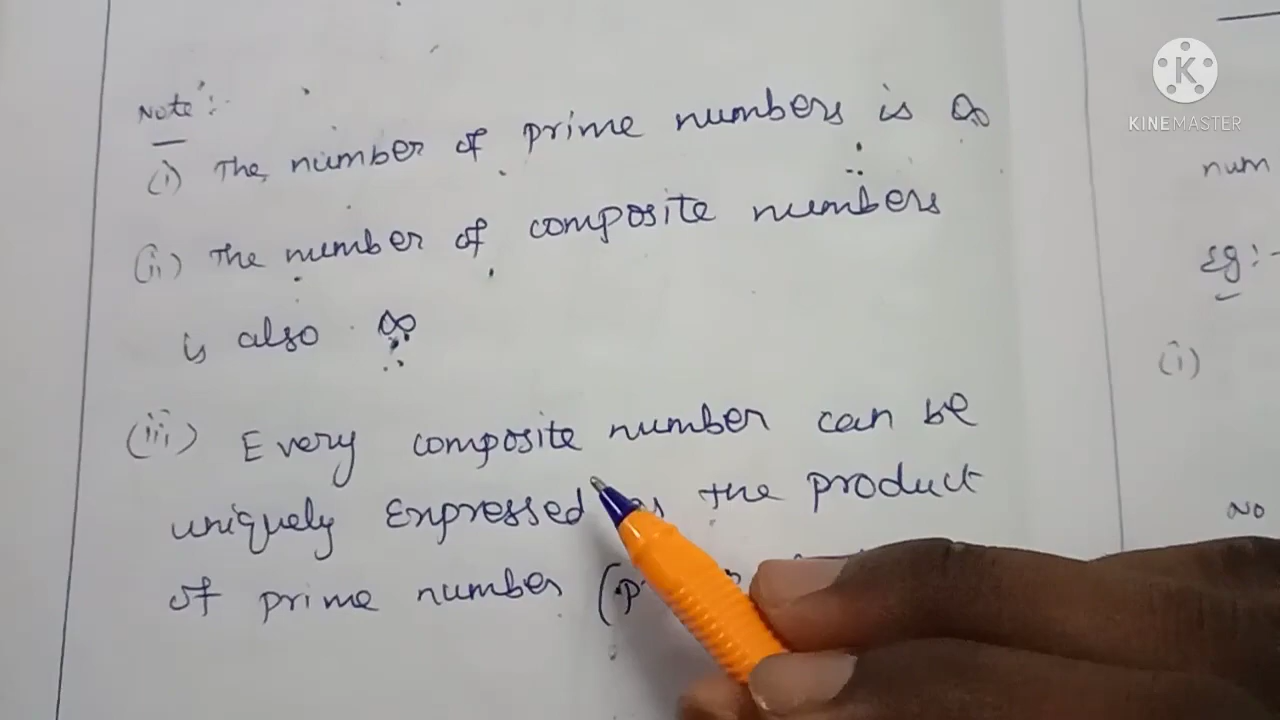 Note:-
(i) The number of prime numbers is ∞
(ii) The number of composite numbers
is also ∞
(iii) Every composite number can be
uniquely Expressed as the product
of prime number (p
KINEMASTER
num
Eg:-
(i)
No